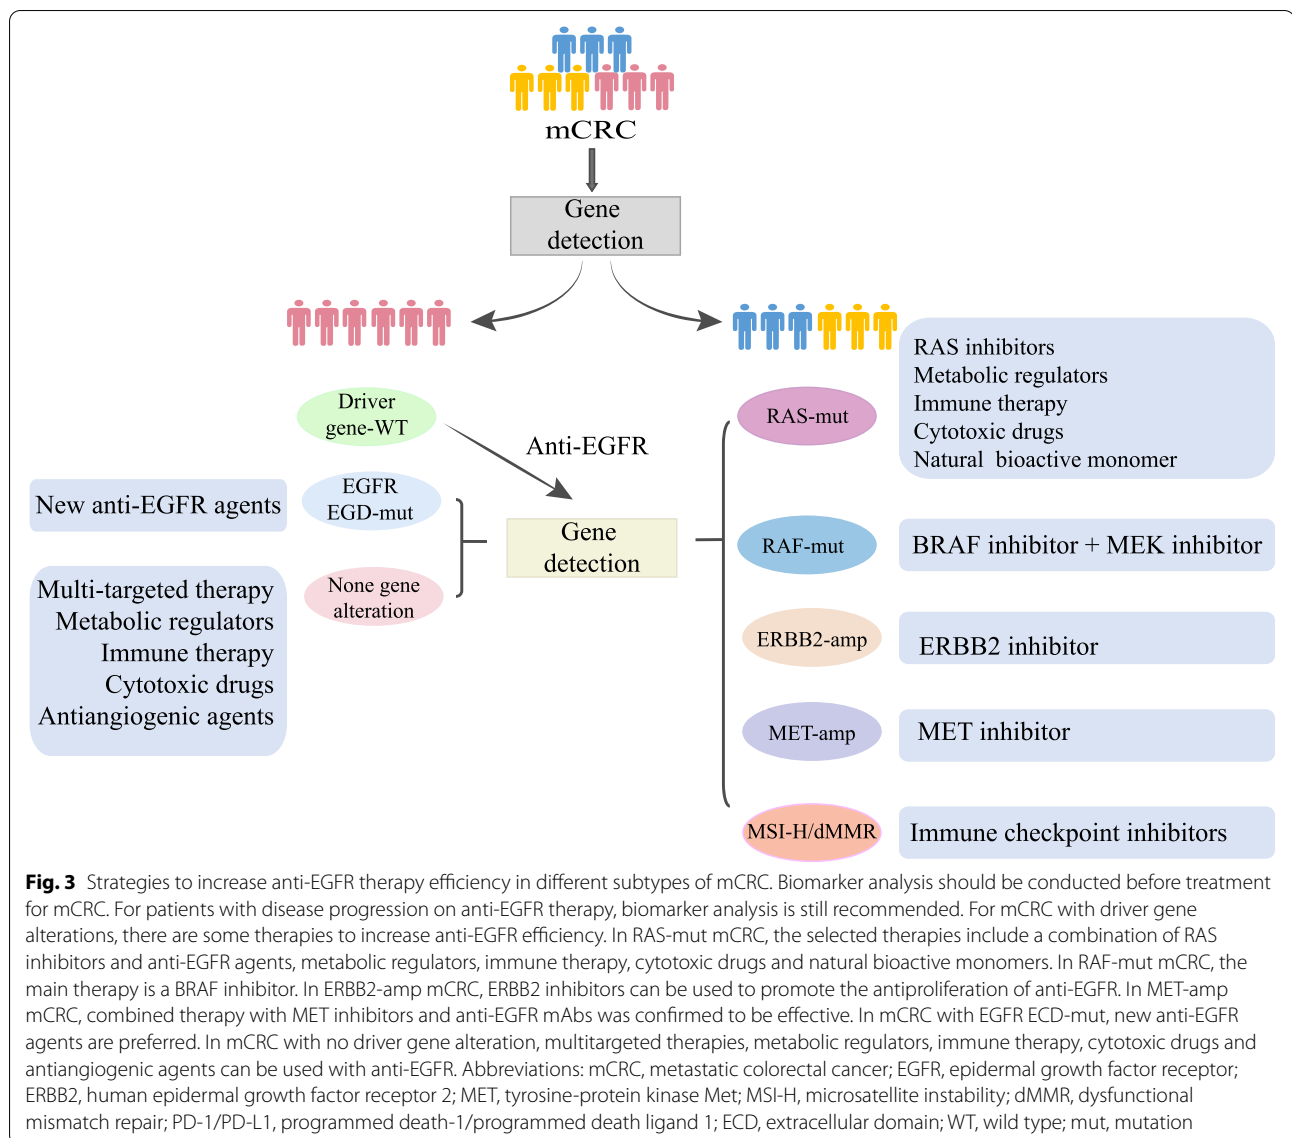 mCRC
Gene
detection
Driver
gene-WT
Anti-EGFR
New anti-EGFR agents
EGFR
EGD-mut
Gene
detection
None gene
alteration
Multi-targeted therapy
Metabolic regulators
Immune therapy
Cytotoxic drugs
Antiangiogenic agents
RAS-mut
RAS inhibitors
Metabolic regulators
Immune therapy
Cytotoxic drugs
Natural bioactive monomer
RAF-mut
BRAF inhibitor + MEK inhibitor
ERBB2-amp
ERBB2 inhibitor
MET-amp
MET inhibitor
MSI-H/dMMR
Immune checkpoint inhibitors
Fig. 3 Strategies to increase anti-EGFR therapy efficiency in different subtypes of mCRC. Biomarker analysis should be conducted before treatment
for mCRC. For patients with disease progression on anti-EGFR therapy, biomarker analysis is still recommended. For mCRC with driver gene
alterations, there are some therapies to increase anti-EGFR efficiency. In RAS-mut mCRC, the selected therapies include a combination of RAS
inhibitors and anti-EGFR agents, metabolic regulators, immune therapy, cytotoxic drugs and natural bioactive monomers. In RAF-mut mCRC, the
main therapy is a BRAF inhibitor. In ERBB2-amp mCRC, ERBB2 inhibitors can be used to promote the antiproliferation of anti-EGFR. In MET-amp
mCRC, combined therapy with MET inhibitors and anti-EGFR mAbs was confirmed to be effective. In mCRC with EGFR ECD-mut, new anti-EGFR
agents are preferred. In mCRC with no driver gene alteration, multitargeted therapies, metabolic regulators, immune therapy, cytotoxic drugs and
antiangiogenic agents can be used with anti-EGFR. Abbreviations: mCRC, metastatic colorectal cancer; EGFR, epidermal growth factor receptor;
ERBB2, human epidermal growth factor receptor 2; MET, tyrosine-protein kinase Met; MSI-H, microsatellite instability; dMMR, dysfunctional
mismatch repair; PD-1/PD-L1, programmed death-1/programmed death ligand 1; ECD, extracellular domain; WT, wild type; mut, mutation